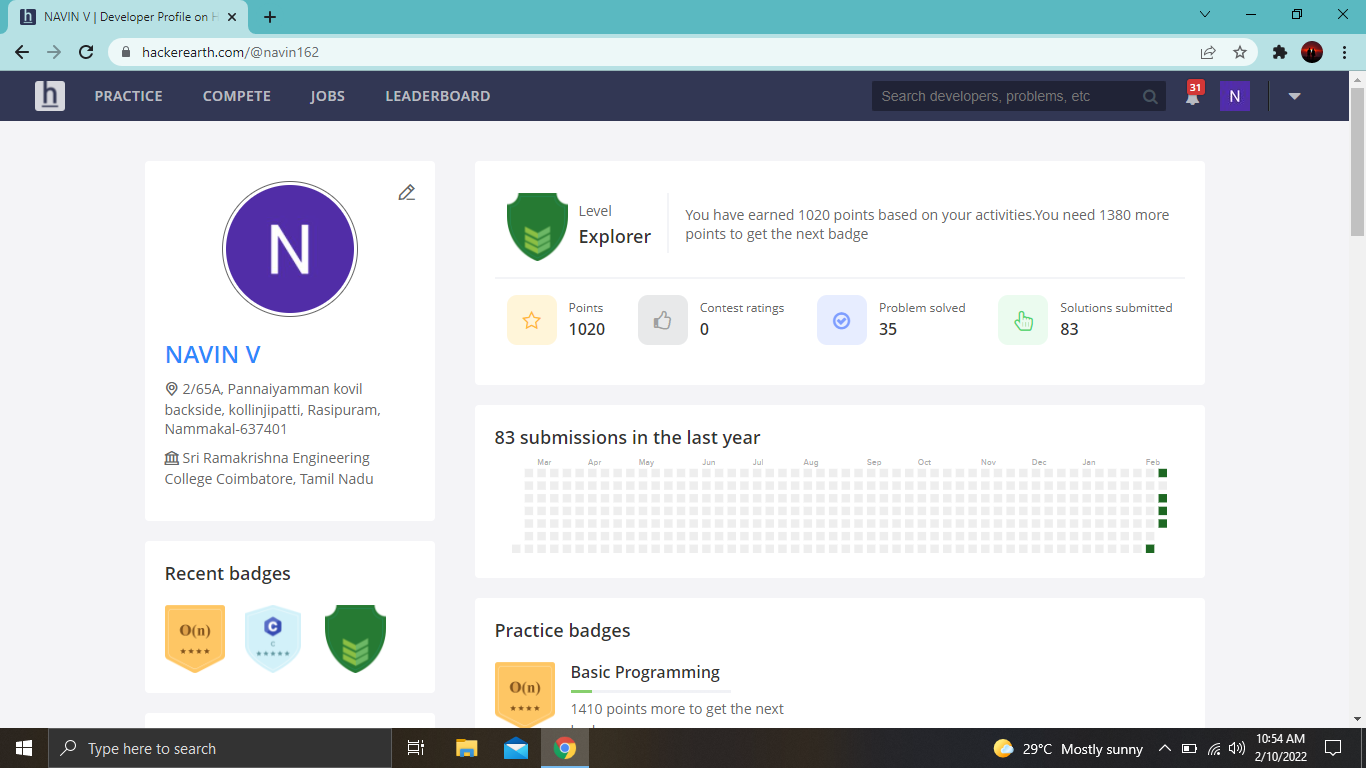 NAVIN V | Developer Profile on H
hackerearth.com/@navin162
h
PRACTICE COMPETE JOBS LEADERBOARD
Search developers, problems, etc
31
N
N
NAVIN V
2/65A, Pannaiyamman kovil
backside, kollinjipatti, Rasipuram,
Nammakal-637401
Sri Ramakrishna Engineering
College Coimbatore, Tamil Nadu
Recent badges
O(n)
C
C
Level
Explorer
You have earned 1020 points based on your activities.You need 1380 more
points to get the next badge
Points
1020
Contest ratings
0
Problem solved
35
Solutions submitted
83
83 submissions in the last year
Mar Apr May Jun Jul Aug Sep Oct Nov Dec Jan Feb
Practice badges
O(n)
Basic Programming
1410 points more to get the next
Type here to search
29°C Mostly sunny
10:54 AM
2/10/2022